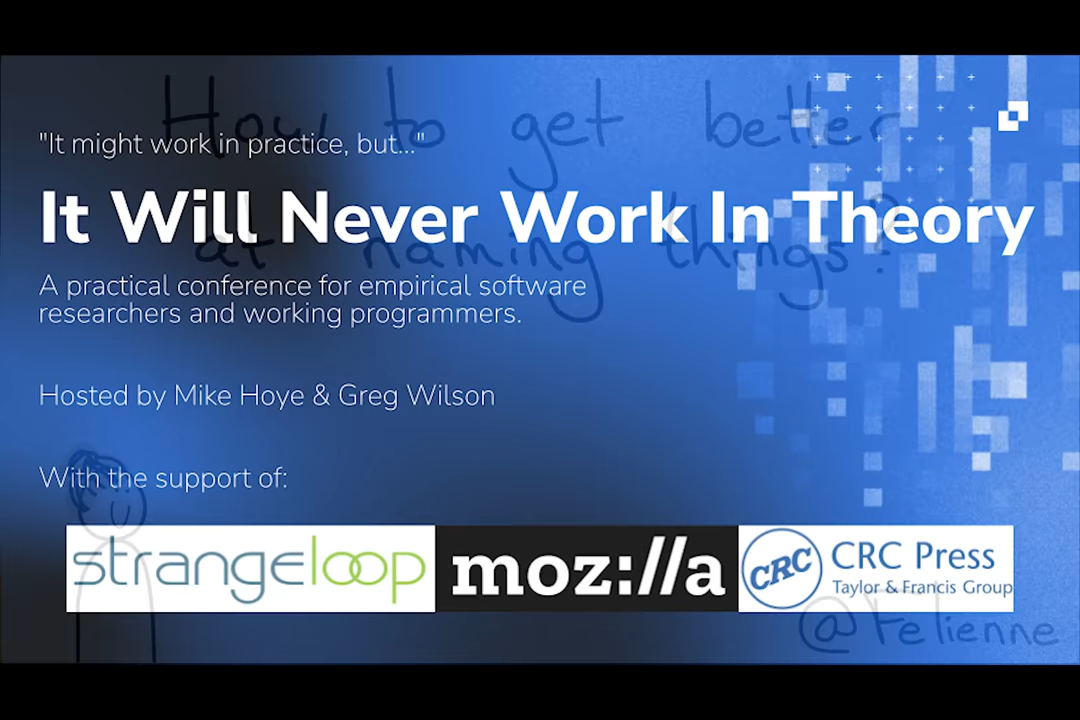 How to get better
"It might work in practice, but..."
It Will Never Work In Theory
at naming things?
A practical conference for empirical software
researchers and working programmers.
Hosted by Mike Hoye & Greg Wilson
With the support of:
strangeloop
moz://a
CRC
CRC Press
Taylor & Francis Group
@Felienne